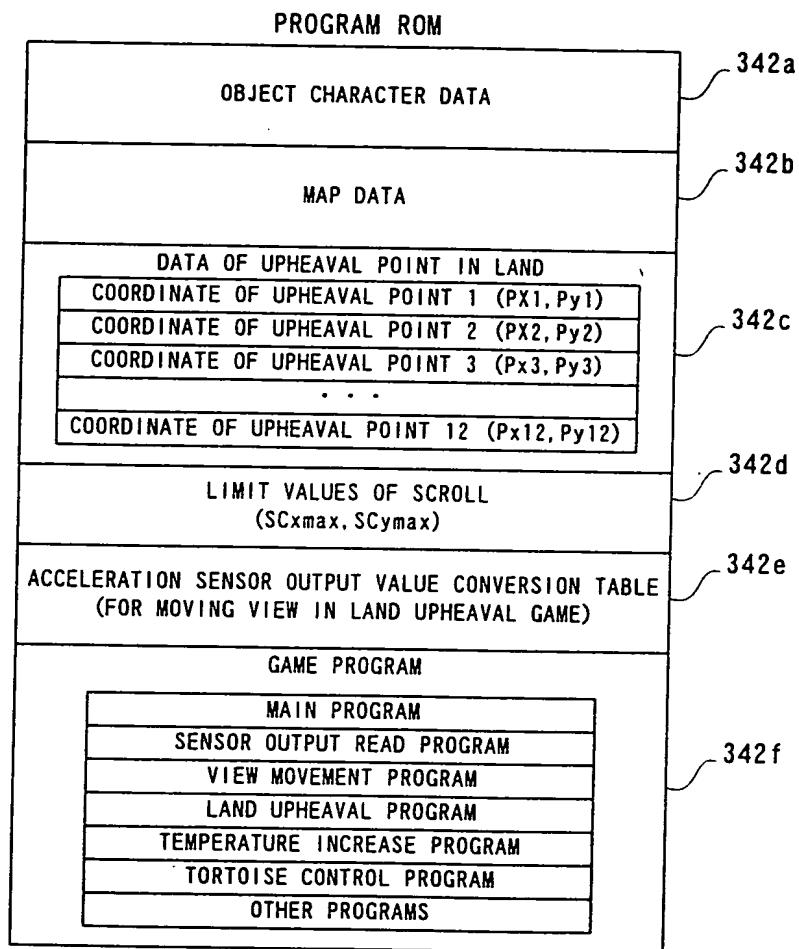 PROGRAM ROM
342a
OBJECT CHARACTER DATA
342b
MAP DATA
DATA OF UPHEAVAL POINT IN LAND
COORDINATE OF UPHEAVAL POINT 1 (PX1,Py1)
342c
COORDINATE OF UPHEAVAL POINT 2 (PX2,Py2)
COORDINATE OF UPHEAVAL POINT 3 (Px3,Py3)
...
COORDINATE OF UPHEAVAL POINT 12 (Px12,Py12)
342d
LIMIT VALUES OF SCROLL
(SCxmax,SCymax)
342e
ACCELERATION SENSOR OUTPUT VALUE CONVERSION TABLE
(FOR MOVING VIEW IN LAND UPHEAVAL GAME)
GAME PROGRAM
MAIN PROGRAM
SENSOR OUTPUT READ PROGRAM
342f
VIEW MOVEMENT PROGRAM
LAND UPHEAVAL PROGRAM
TEMPERATURE INCREASE PROGRAM
TORTOISE CONTROL PROGRAM
OTHER PROGRAMS